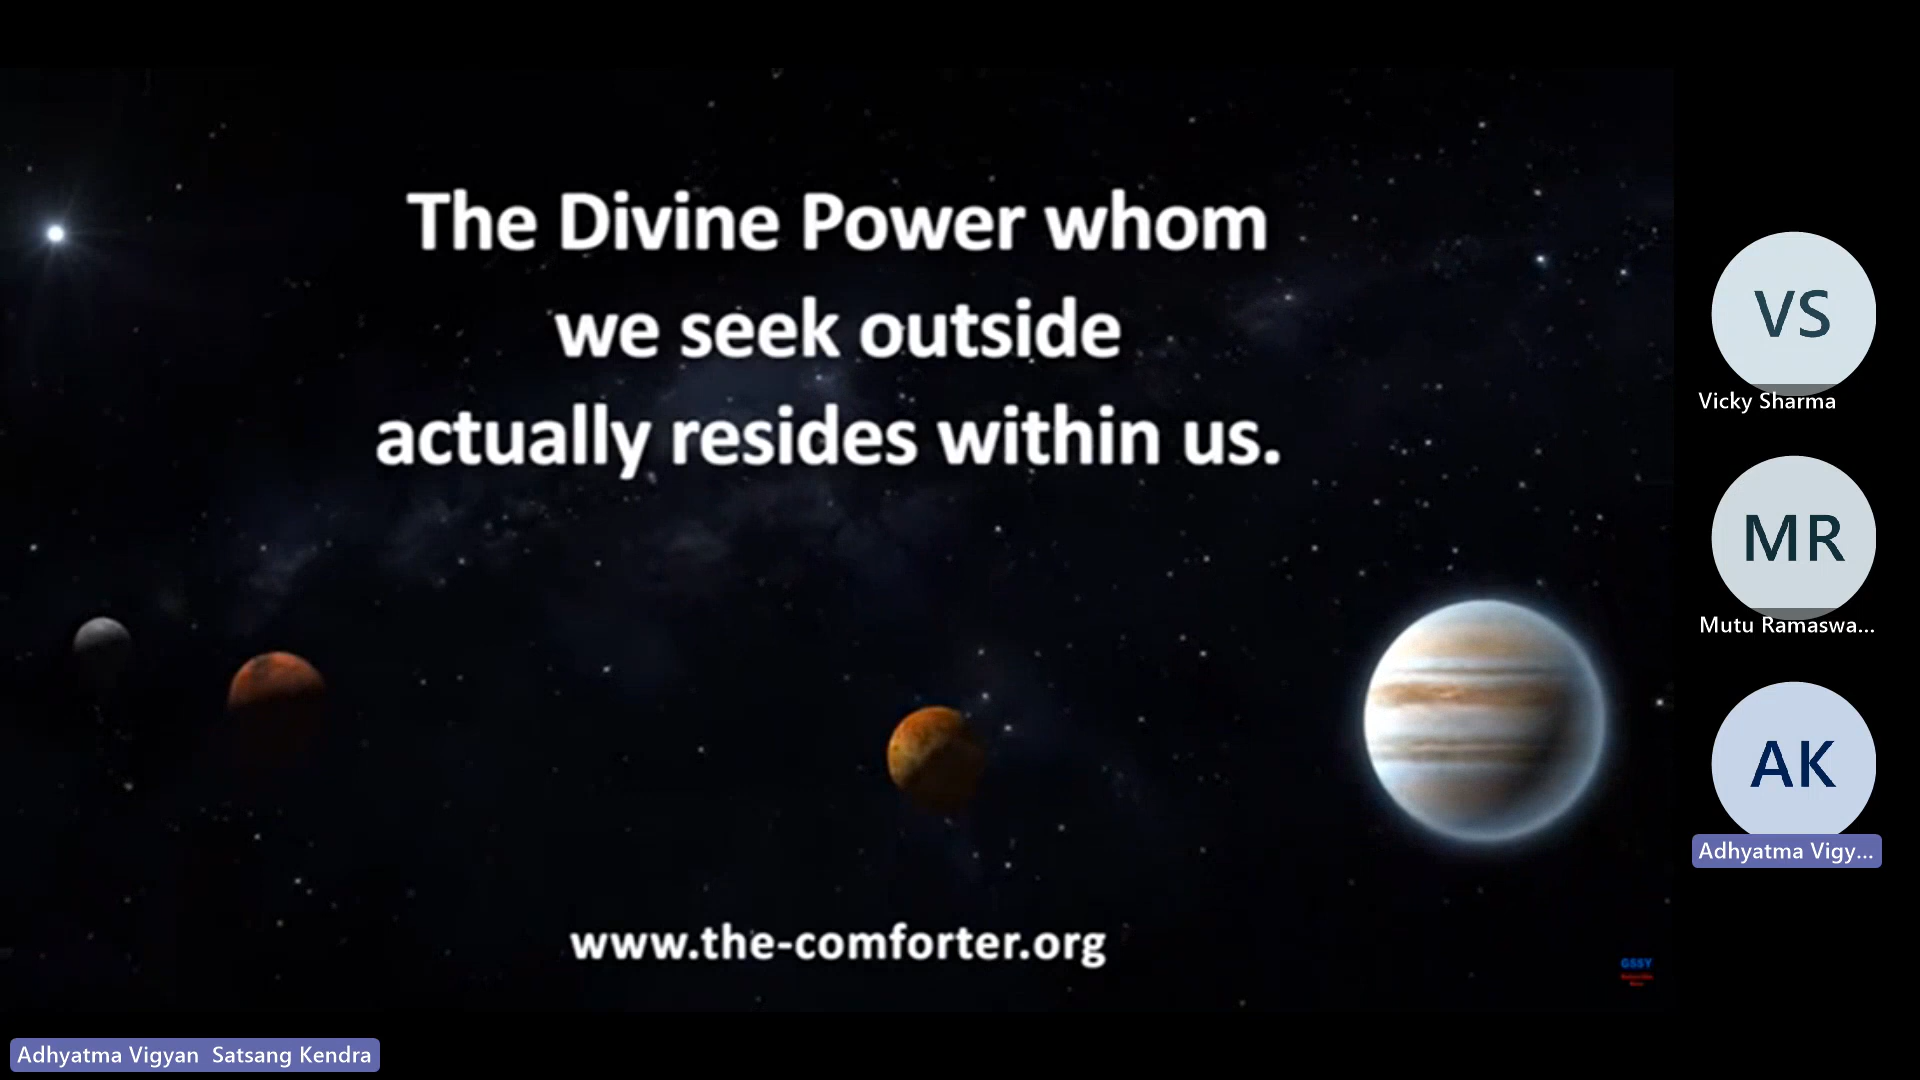 The Divine Power whom
we seek outside
actually resides within us.
www.the-comforter.org
GSSY
VS
Vicky Sharma
MR
Mutu Ramaswa...
AK
Adhyatma Vigy...
Adhyatma Vigyan Satsang Kendra